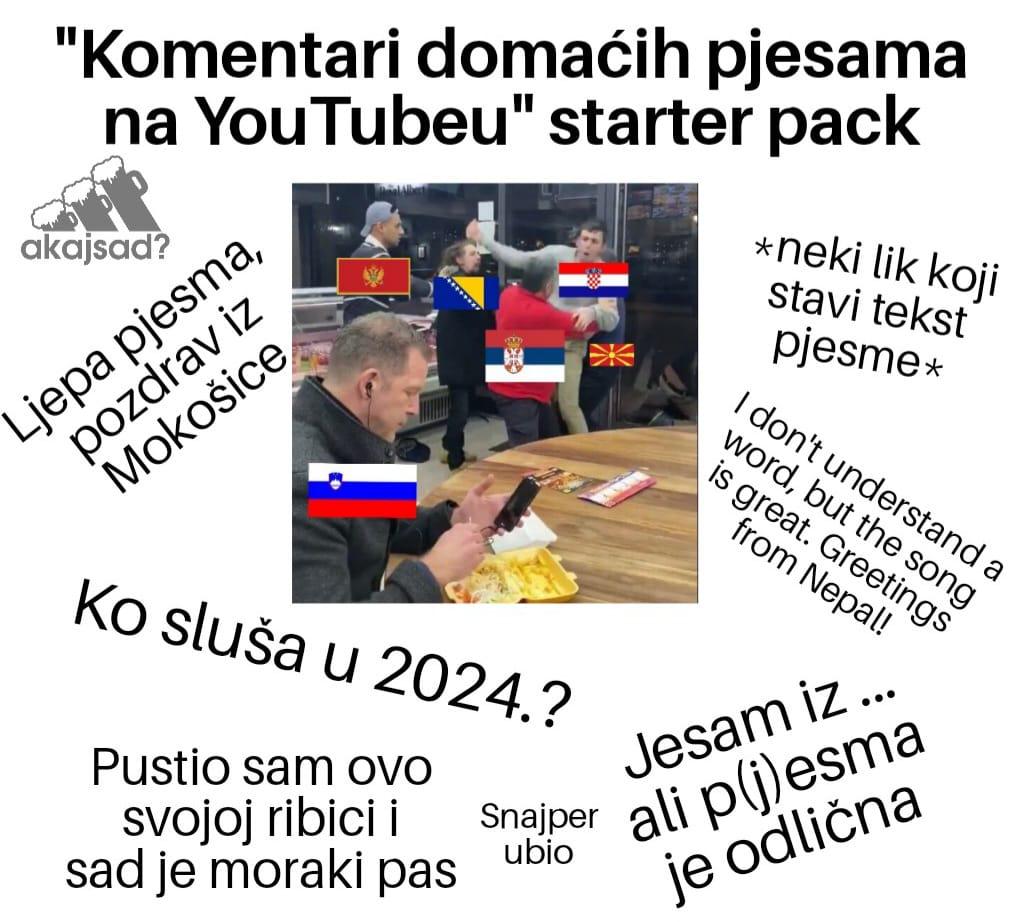 "Komentari domaćih pjesama
na YouTubeu" starter pack
akajsad?
Ljepa pjesma,
pozdrav iz
Mokošice
*neki lik koji
stavi tekst
pjesme*
I don't understand a
word, but the song
is great. Greetings
from Nepal!
Ko sluša u 2024.?
Pustio sam ovo
svojoj ribici i
sad je moraki pas
Snajper
ubio
Jesam iz ...
ali p(j)esma
je odlična